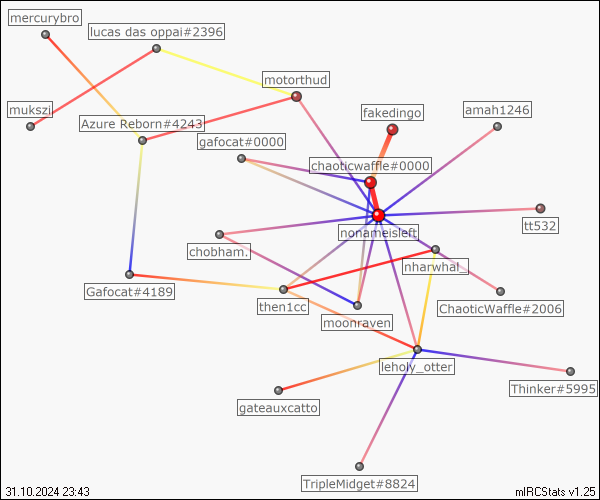 mercurybro
lucas das oppai#2396
motorthud
mukszi
Azure Reborn#4243
fakedingo
amah1246
gafocat#0000
chaoticwaffle#0000
nonameisleft
tt532
chobham.
nharwhal.
Gafocat#4189
then1cc
moonraven
ChaoticWaffle#2006
leholy_otter
Thinker#5995
gateauxcatto
TripleMidget#8824
31.10.2024 23:43
mIRCStats v1.25